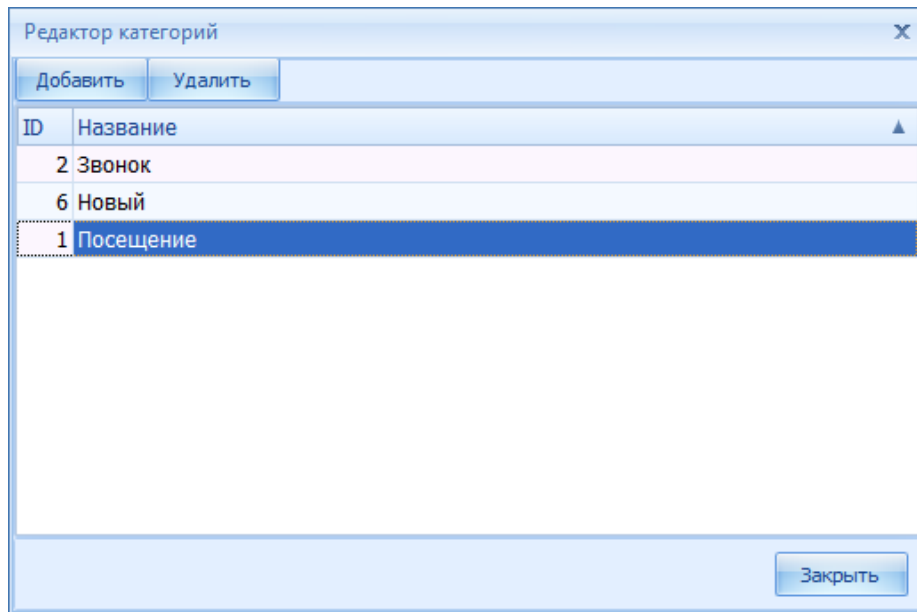 Редактор категорий
Добавить Удалить
ID Название
2 Звонок
6 Новый
1 Посещение
Закрыть